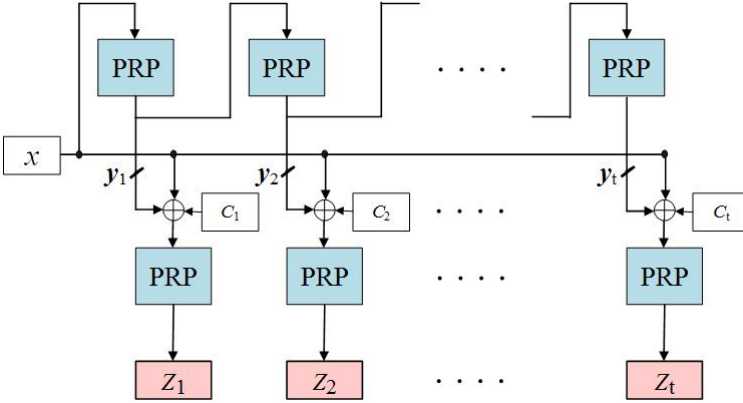 PRP PRP . . . . PRP
x
y1 y2 yt
C1 C2 . . . . Ct
PRP PRP . . . . PRP
Z1 Z2 . . . . Zt